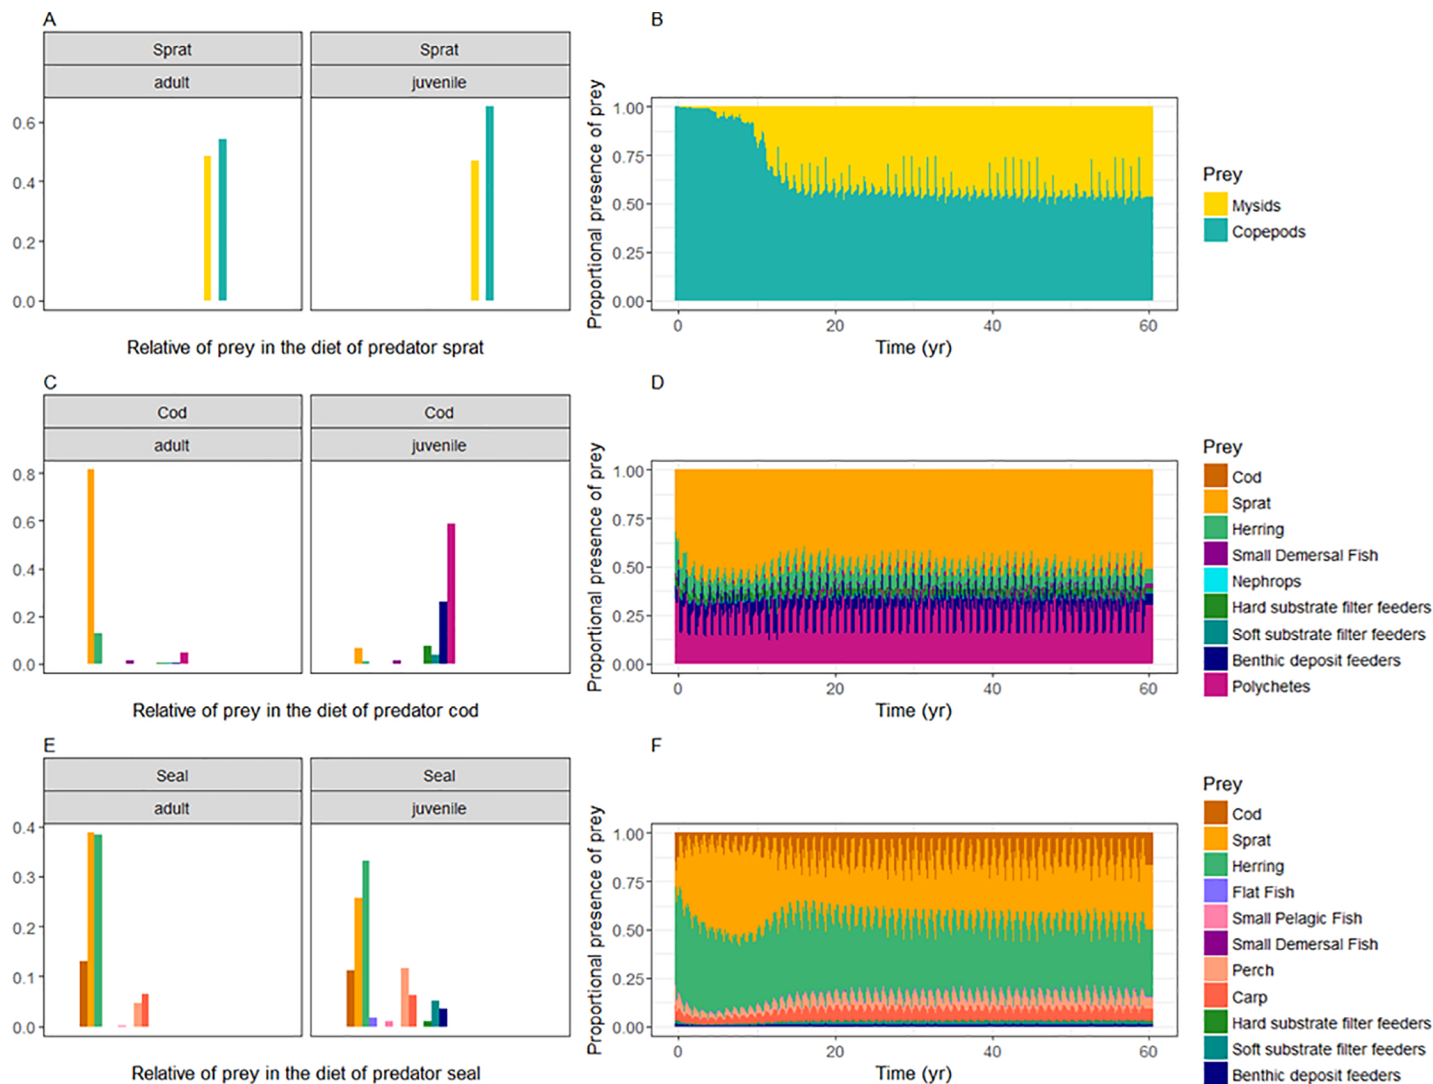 A
B
Sprat
Sprat
adult
juvenile
0.6
0.4
0.2
0.0
Relative of prey in the diet of predator sprat
Proportional presence of prey
1.00
0.75
0.50
0.25
0.00
0
20
40
60
Time (yr)
Prey
Mysids
Copepods
C
D
Cod
Cod
adult
juvenile
0.8
0.6
0.4
0.2
0.0
Relative of prey in the diet of predator cod
Proportional presence of prey
1.00
0.75
0.50
0.25
0.00
0
20
40
60
Time (yr)
Prey
Cod
Sprat
Herring
Small Demersal Fish
Nephrops
Hard substrate filter feeders
Soft substrate filter feeders
Benthic deposit feeders
Polychetes
E
F
Seal
Seal
adult
juvenile
0.4
0.3
0.2
0.1
0.0
Relative of prey in the diet of predator seal
Proportional presence of prey
1.00
0.75
0.50
0.25
0.00
0
20
40
60
Time (yr)
Prey
Cod
Sprat
Herring
Flat Fish
Small Pelagic Fish
Small Demersal Fish
Perch
Carp
Hard substrate filter feeders
Soft substrate filter feeders
Benthic deposit feeders